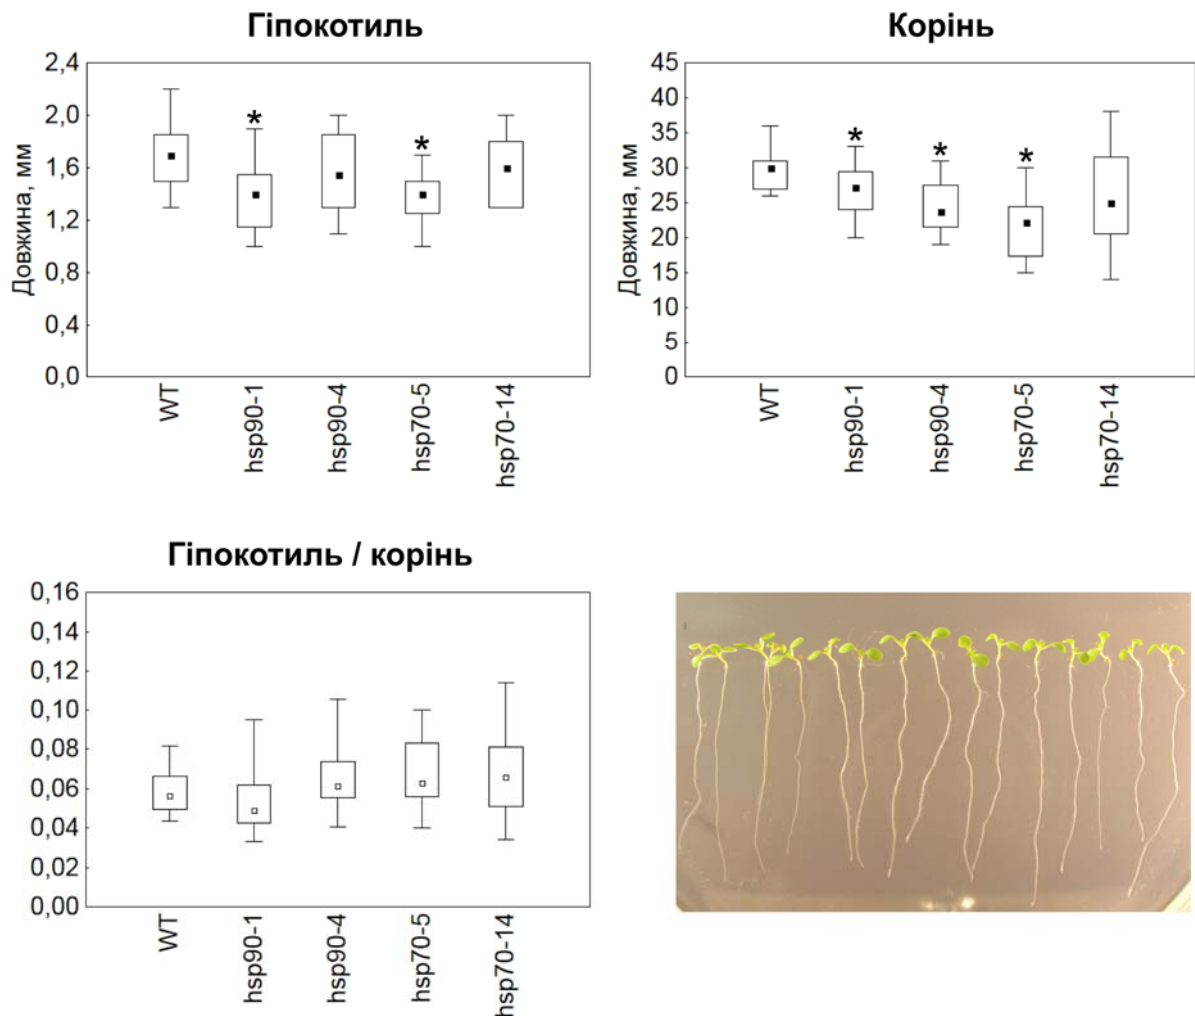 Гіпокотиль
Довжина, мм
2,4
2,0
1,6
1,2
0,8
0,4
0,0
*
*
WT
hsp90-1
hsp90-4
hsp70-5
hsp70-14
Корінь
Довжина, мм
45
40
35
30
25
20
15
10
5
0
*
*
*
WT
hsp90-1
hsp90-4
hsp70-5
hsp70-14
Гіпокотиль / корінь
0,16
0,14
0,12
0,10
0,08
0,06
0,04
0,02
0,00
WT
hsp90-1
hsp90-4
hsp70-5
hsp70-14